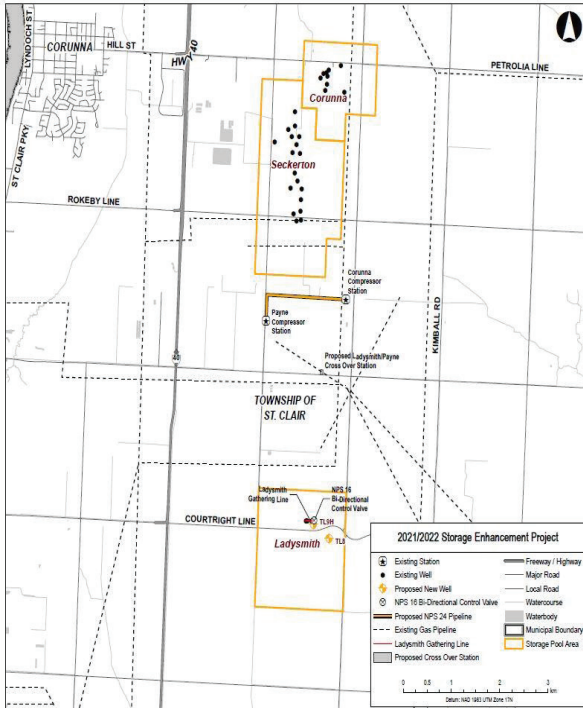 LYNDOCH ST
CORUNNA
HILL ST
HWY 40
PETROLIA LINE
Corunna
ST CLAIR PKY
Seckerton
ROKEBY LINE
Corunna
Compressor
Station
Payne
Compressor
Station
KIMBALL RD
40
Proposed Ladysmith/Payne
Cross Over Station
TOWNSHIP OF
ST. CLAIR
Ladysmith
Gathering Line
NPS 16
Bi-Directional
Control Valve
COURTRIGHT LINE
TL9H
TL8
Ladysmith
2021/2022 Storage Enhancement Project
Existing Station
Existing Well
Proposed New Well
NPS 16 Bi-Directional Control Valve
Proposed NPS 24 Pipeline
Existing Gas Pipeline
Ladysmith Gathering Line
Proposed Cross Over Station
Freeway / Highway
Major Road
Local Road
Watercourse
Waterbody
Municipal Boundary
Storage Pool Area
0 0.5 1 2 3
km
Datum: NAD 1983 UTM Zone 17N